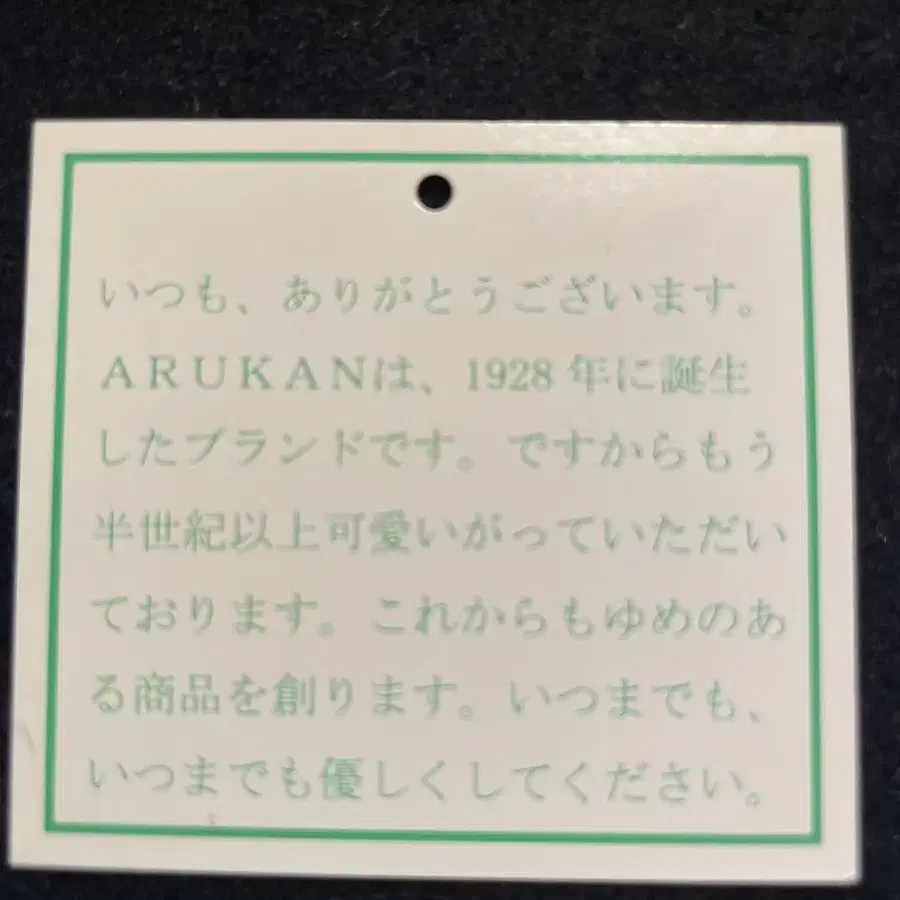 いつも、ありがとうございます。
ＡＲＵＫＡＮは、1928 年に誕生
したブランドです。ですからもう
半世紀以上可愛いがっていただい
ております。これからもゆめのあ
る商品を創ります。いつまでも、
いつまでも優しくしてください。